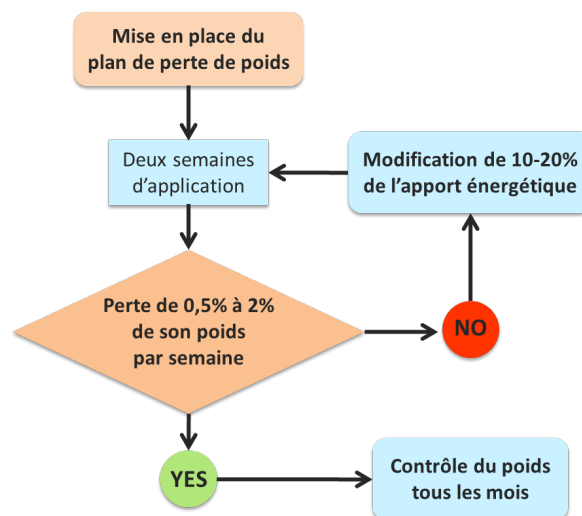 Mise en place du
plan de perte de poids
Deux semaines
d’application
Modification de 10-20%
de l’apport énergétique
Perte de 0,5% à 2%
de son poids
par semaine
NO
YES
Contrôle du poids
tous les mois